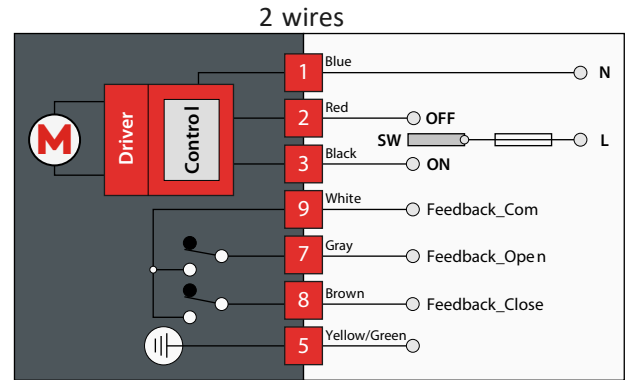 2 wires
1 Blue N
2 Red OFF
SW L
3 Black ON
M
Driver
Control
9 White Feedback_Com
7 Gray Feedback_Open
8 Brown Feedback_Close
5 Yellow/Green